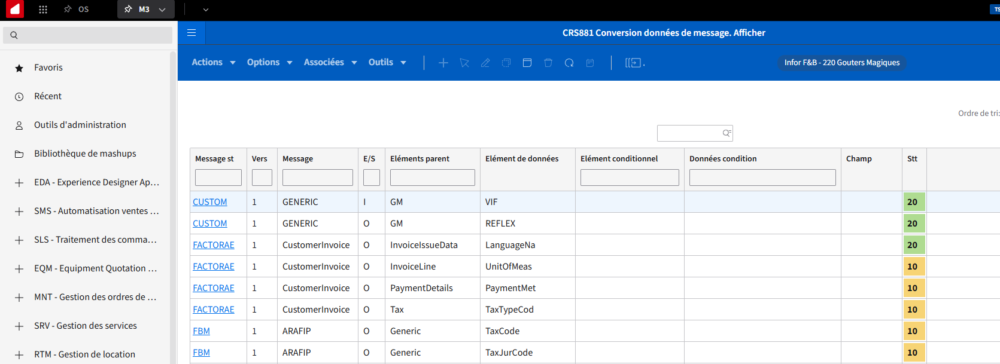 OS
M3
TS
CRS881 Conversion données de message. Afficher
Actions Options Associées Outils
Infor F&B - 220 Gouters Magiques
Favoris
Récent
Outils d'administration
Bibliothèque de mashups
EDA - Experience Designer Ap...
SMS - Automatisation ventes ...
SLS - Traitement des comma...
EQM - Equipment Quotation ...
MNT - Gestion des ordres de ...
SRV - Gestion des services
RTM - Gestion de location
Ordre de tri:
Message st Vers Message E/S Eléments parent Elément de données Elément conditionnel Données condition Champ Stt
CUSTOM 1 GENERIC I GM VIF 20
CUSTOM 1 GENERIC O GM REFLEX 20
FACTORAE 1 CustomerInvoice O InvoiceIssueData LanguageNa 20
FACTORAE 1 CustomerInvoice O InvoiceLine UnitOfMeas 10
FACTORAE 1 CustomerInvoice O PaymentDetails PaymentMet 10
FACTORAE 1 CustomerInvoice O Tax TaxTypeCod 10
FBM 1 ARAFIP O Generic TaxCode 10
FBM 1 ARAFIP O Generic TaxJurCode 10